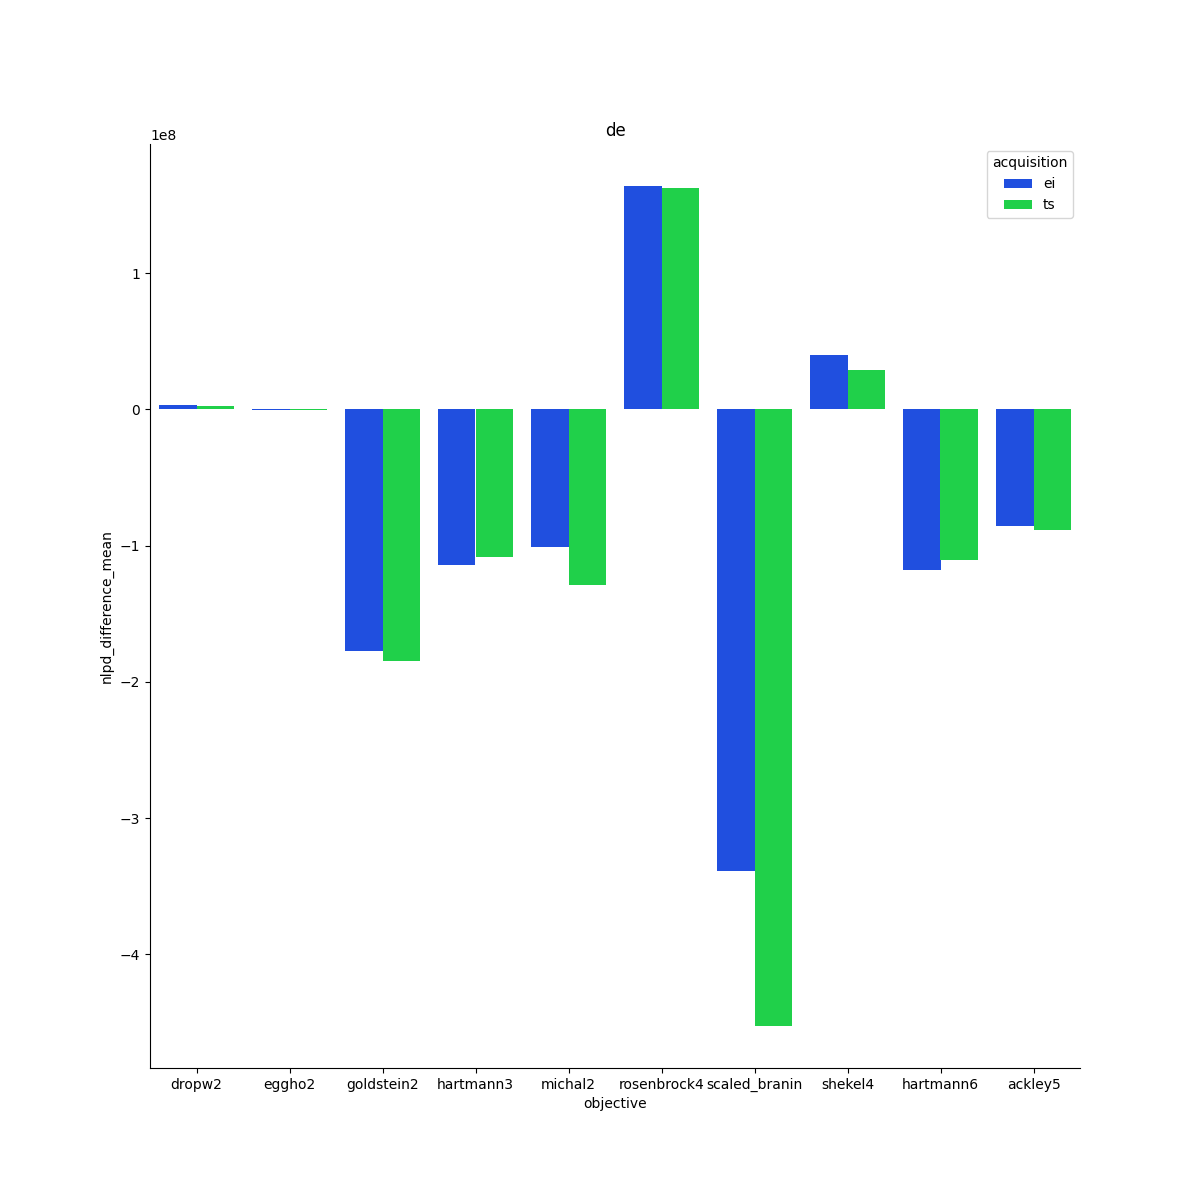 de
1e8
acquisition
ei
ts
1
0
−1
−2
−3
−4
nlpd_difference_mean
dropw2 eggho2 goldstein2 hartmann3 michal2 rosenbrock4 scaled_branin shekel4 hartmann6 ackley5
objective